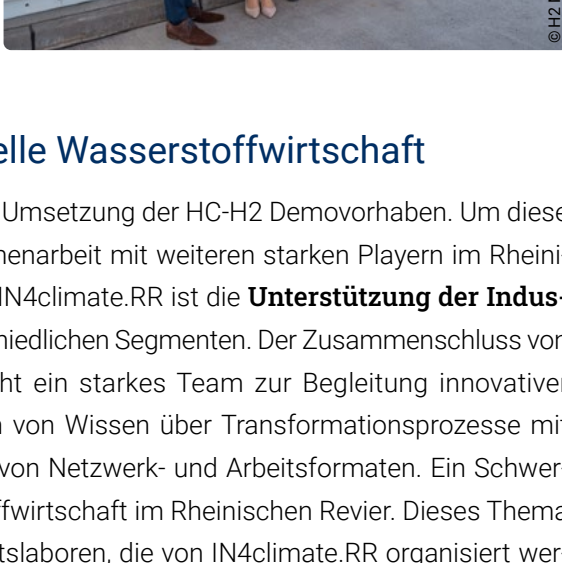 © H2
elle Wasserstoffwirtschaft
Umsetzung der HC-H2 Demovorhaben. Um diese
menarbeit mit weiteren starken Playern im Rheini-
IN4climate.RR ist die Unterstützung der Indus-
hiedlichen Segmenten. Der Zusammenschluss von
ht ein starkes Team zur Begleitung innovativer
von Wissen über Transformationsprozesse mit
von Netzwerk- und Arbeitsformaten. Ein Schwer-
ffwirtschaft im Rheinischen Revier. Dieses Thema
tslaboren, die von IN4climate.RR organisiert wer-